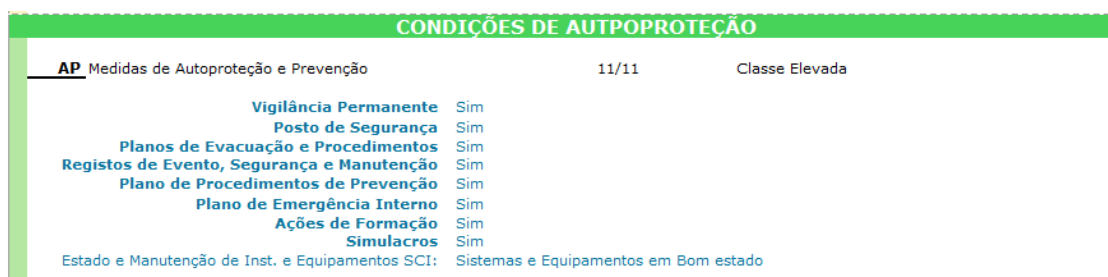 CONDIÇÕES DE AUTPOPROTEÇÃO
AP Medidas de Autoproteção e Prevenção 11/11 Classe Elevada
Vigilância Permanente Sim
Posto de Segurança Sim
Planos de Evacuação e Procedimentos Sim
Registos de Evento, Segurança e Manutenção Sim
Plano de Procedimentos de Prevenção Sim
Plano de Emergência Interno Sim
Ações de Formação Sim
Simulacros Sim
Estado e Manutenção de Inst. e Equipamentos SCI: Sistemas e Equipamentos em Bom estado